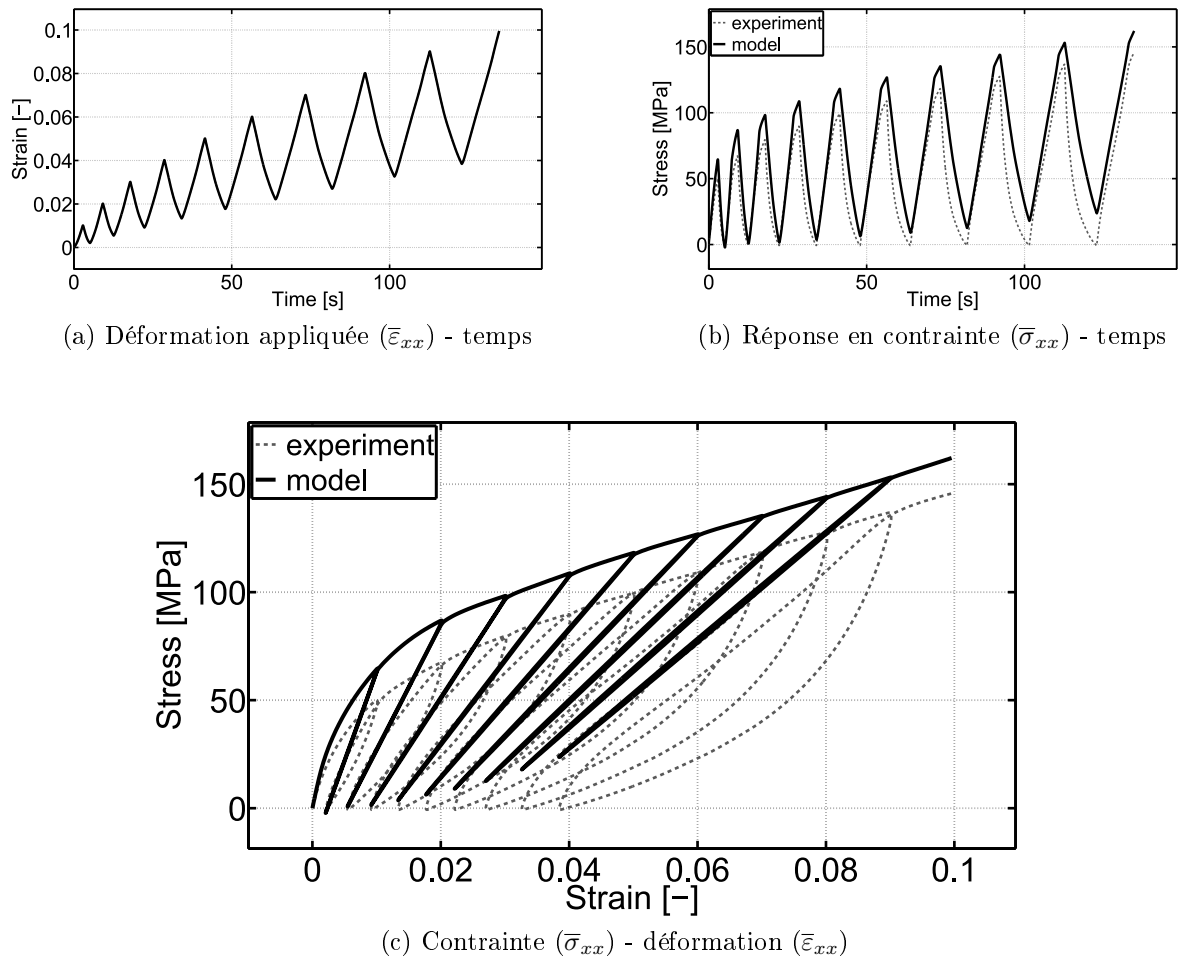 0.1
0.08
0.06
0.04
0.02
0
Strain [−]
0
50
100
Time [s]
(a) Déformation appliquée (ε̅xx) - temps
experiment
model
150
100
50
0
Stress [MPa]
0
50
100
Time [s]
(b) Réponse en contrainte (σ̅xx) - temps
experiment
model
150
100
50
0
Stress [MPa]
0
0.02
0.04
0.06
0.08
0.1
Strain [−]
(c) Contrainte (σ̅xx) - déformation (ε̅xx)